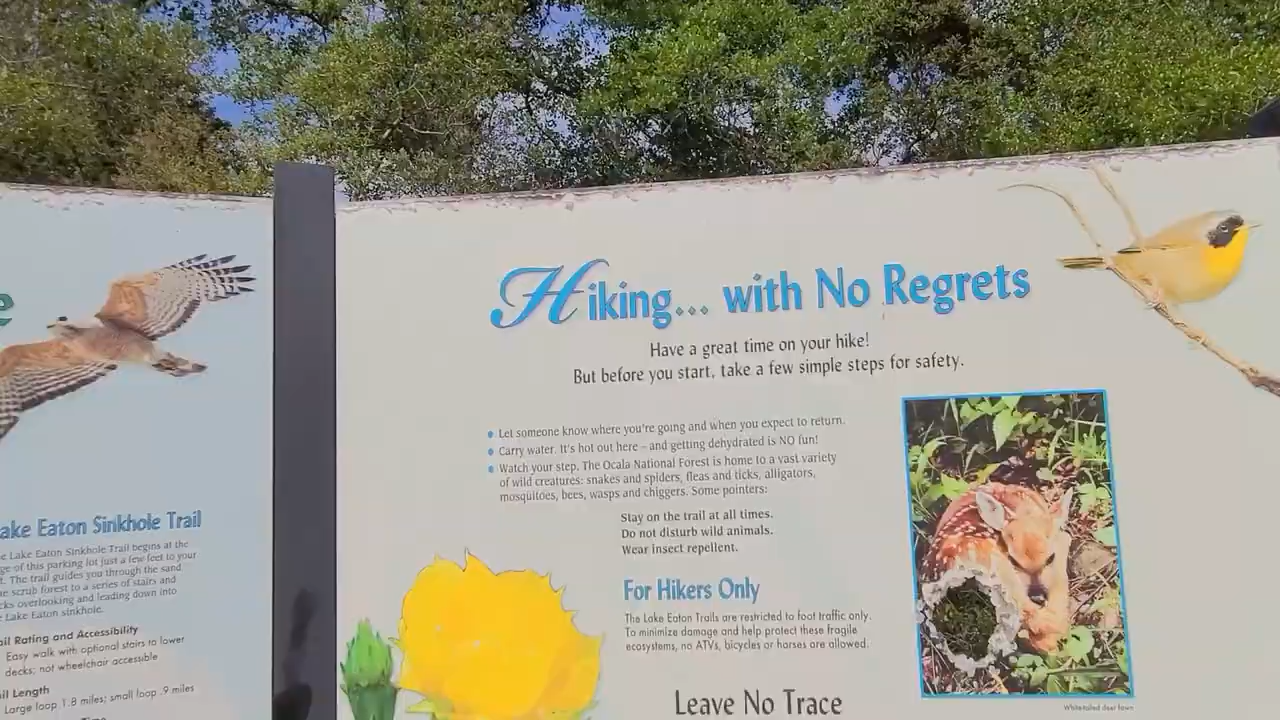 e
ake Eaton Sinkhole Trail
e Lake Eaton Sinkhole Trail begins at the
ge of this parking lot just a few feet to your
t. The trail guides you through the sand
e scrub forest to a series of stairs and
cks overlooking and leading down into
e Lake Eaton sinkhole.
ail Rating and Accessibility
Easy walk with optional stairs to lower
decks; not wheelchair accessible
il Length
Large loop 1.8 miles; small loop .9 miles
Time
Hiking... with No Regrets
Have a great time on your hike!
But before you start, take a few simple steps for safety.
• Let someone know where you're going and when you expect to return.
• Carry water. It's hot out here – and getting dehydrated is NO fun!
• Watch your step. The Ocala National Forest is home to a vast variety
of wild creatures: snakes and spiders, fleas and ticks, alligators,
mosquitoes, bees, wasps and chiggers. Some pointers:
Stay on the trail at all times.
Do not disturb wild animals.
Wear insect repellent.
For Hikers Only
The Lake Eaton Trails are restricted to foot traffic only.
To minimize damage and help protect these fragile
ecosystems, no ATVs, bicycles or horses are allowed.
Leave No Trace
White-tailed deer fawn